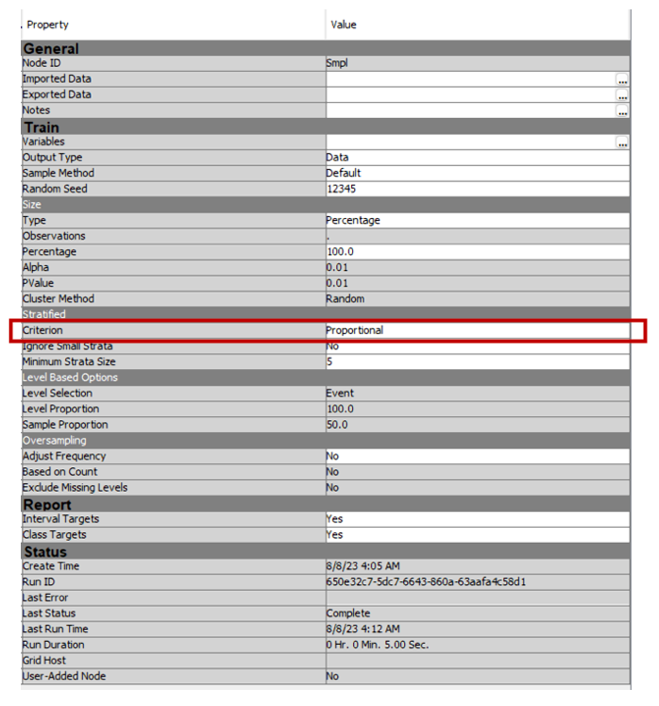 . Property Value
General
Node ID Smpl
Imported Data ...
Exported Data ...
Notes ...
Train
Variables ...
Output Type Data
Sample Method Default
Random Seed 12345
Size
Type Percentage
Observations .
Percentage 100.0
Alpha 0.01
PValue 0.01
Cluster Method Random
Stratified
Criterion Proportional
Ignore Small Strata No
Minimum Strata Size 5
Level Based Options
Level Selection Event
Level Proportion 100.0
Sample Proportion 50.0
Oversampling
Adjust Frequency No
Based on Count No
Exclude Missing Levels No
Report
Interval Targets Yes
Class Targets Yes
Status
Create Time 8/8/23 4:05 AM
Run ID 650e32c7-5dc7-6643-860a-63aafa4c58d1
Last Error
Last Status Complete
Last Run Time 8/8/23 4:12 AM
Run Duration 0 Hr. 0 Min. 5.00 Sec.
Grid Host
User-Added Node No